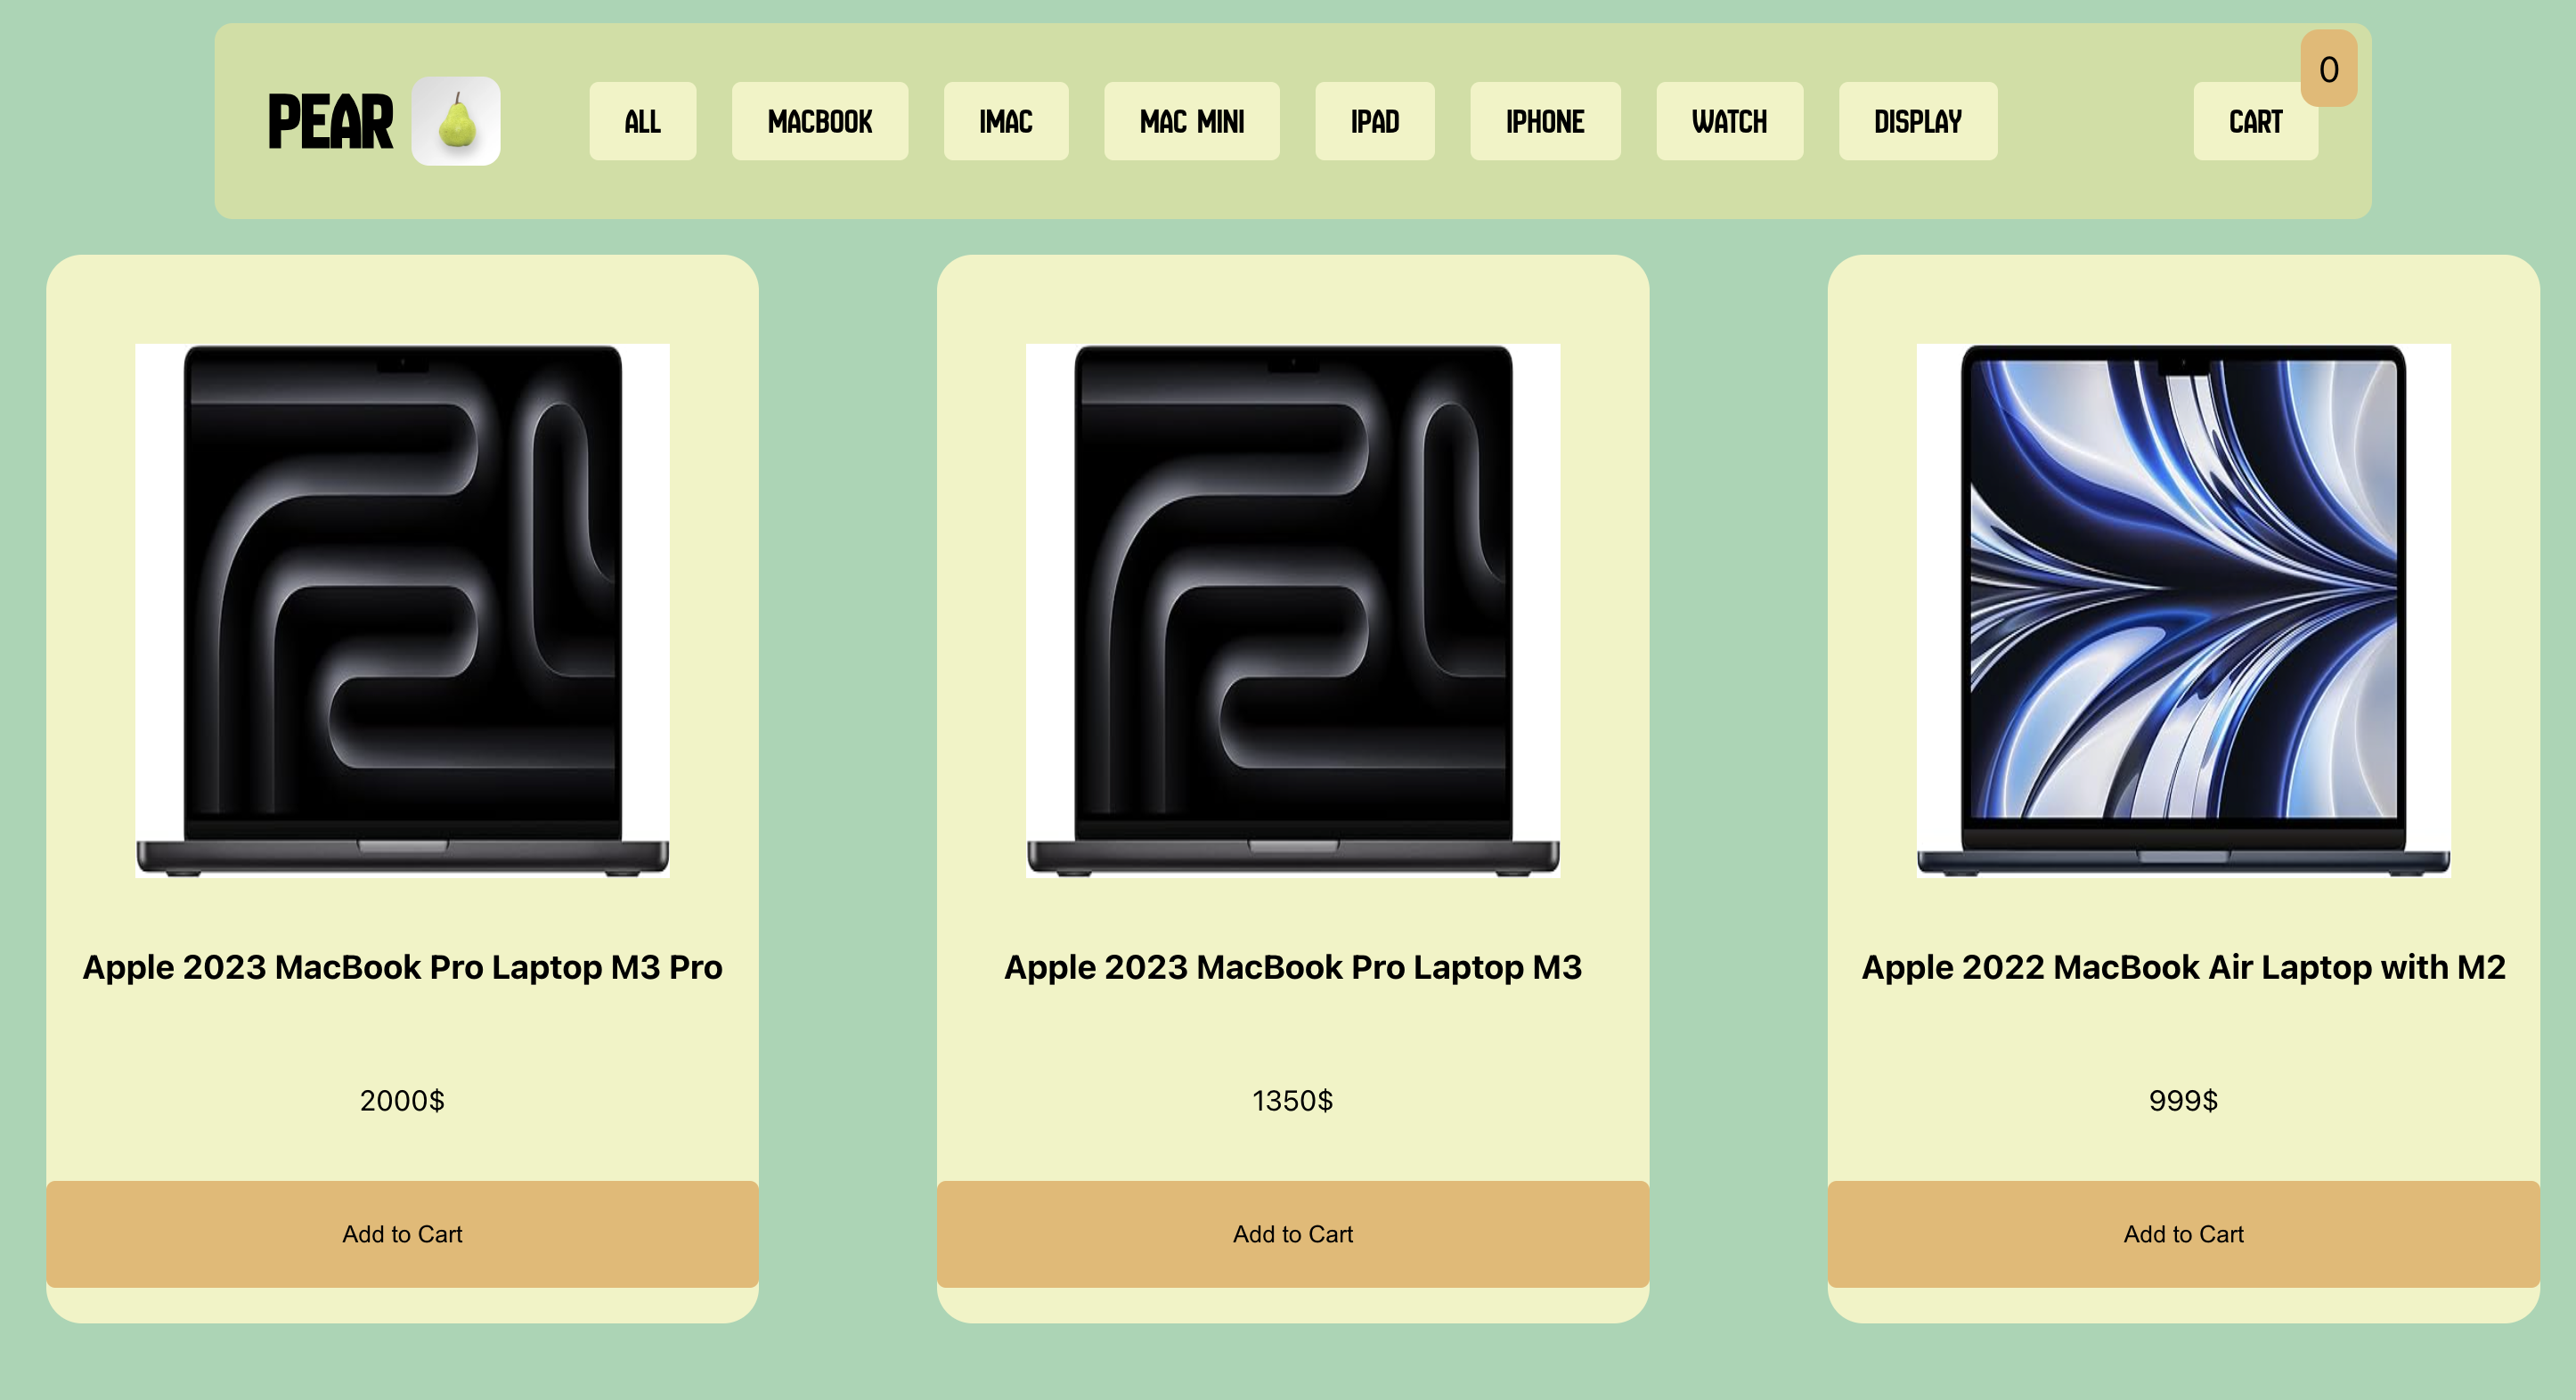 PEAR
ALL
MACBOOK
IMAC
MAC MINI
IPAD
IPHONE
WATCH
DISPLAY
CART
0
Apple 2023 MacBook Pro Laptop M3 Pro
2000$
Add to Cart
Apple 2023 MacBook Pro Laptop M3
1350$
Add to Cart
Apple 2022 MacBook Air Laptop with M2
999$
Add to Cart